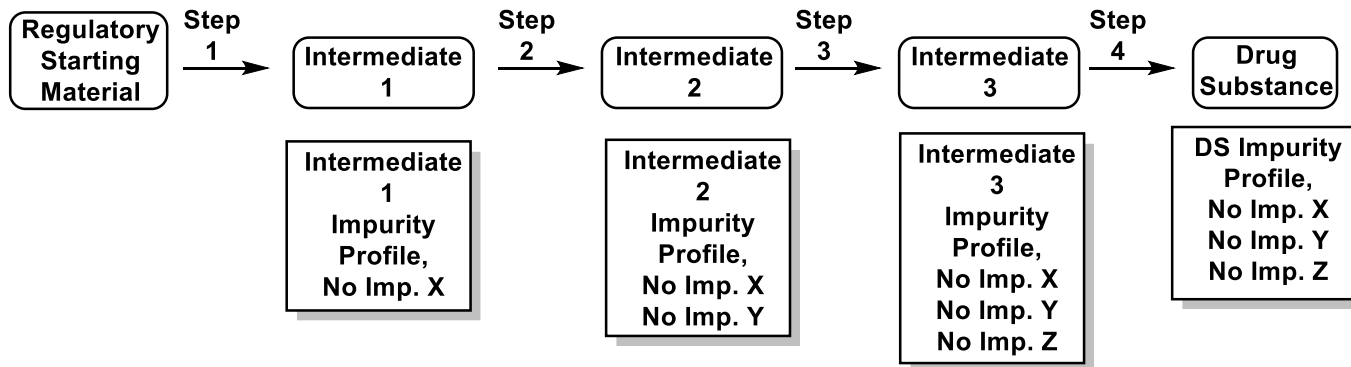 Regulatory
Starting
Material
Step
1
Intermediate
1
Step
2
Intermediate
2
Step
3
Intermediate
3
Step
4
Drug
Substance
Intermediate
1
Impurity
Profile,
No Imp. X
Intermediate
2
Impurity
Profile,
No Imp. X
No Imp. Y
Intermediate
3
Impurity
Profile,
No Imp. X
No Imp. Y
No Imp. Z
DS Impurity
Profile,
No Imp. X
No Imp. Y
No Imp. Z